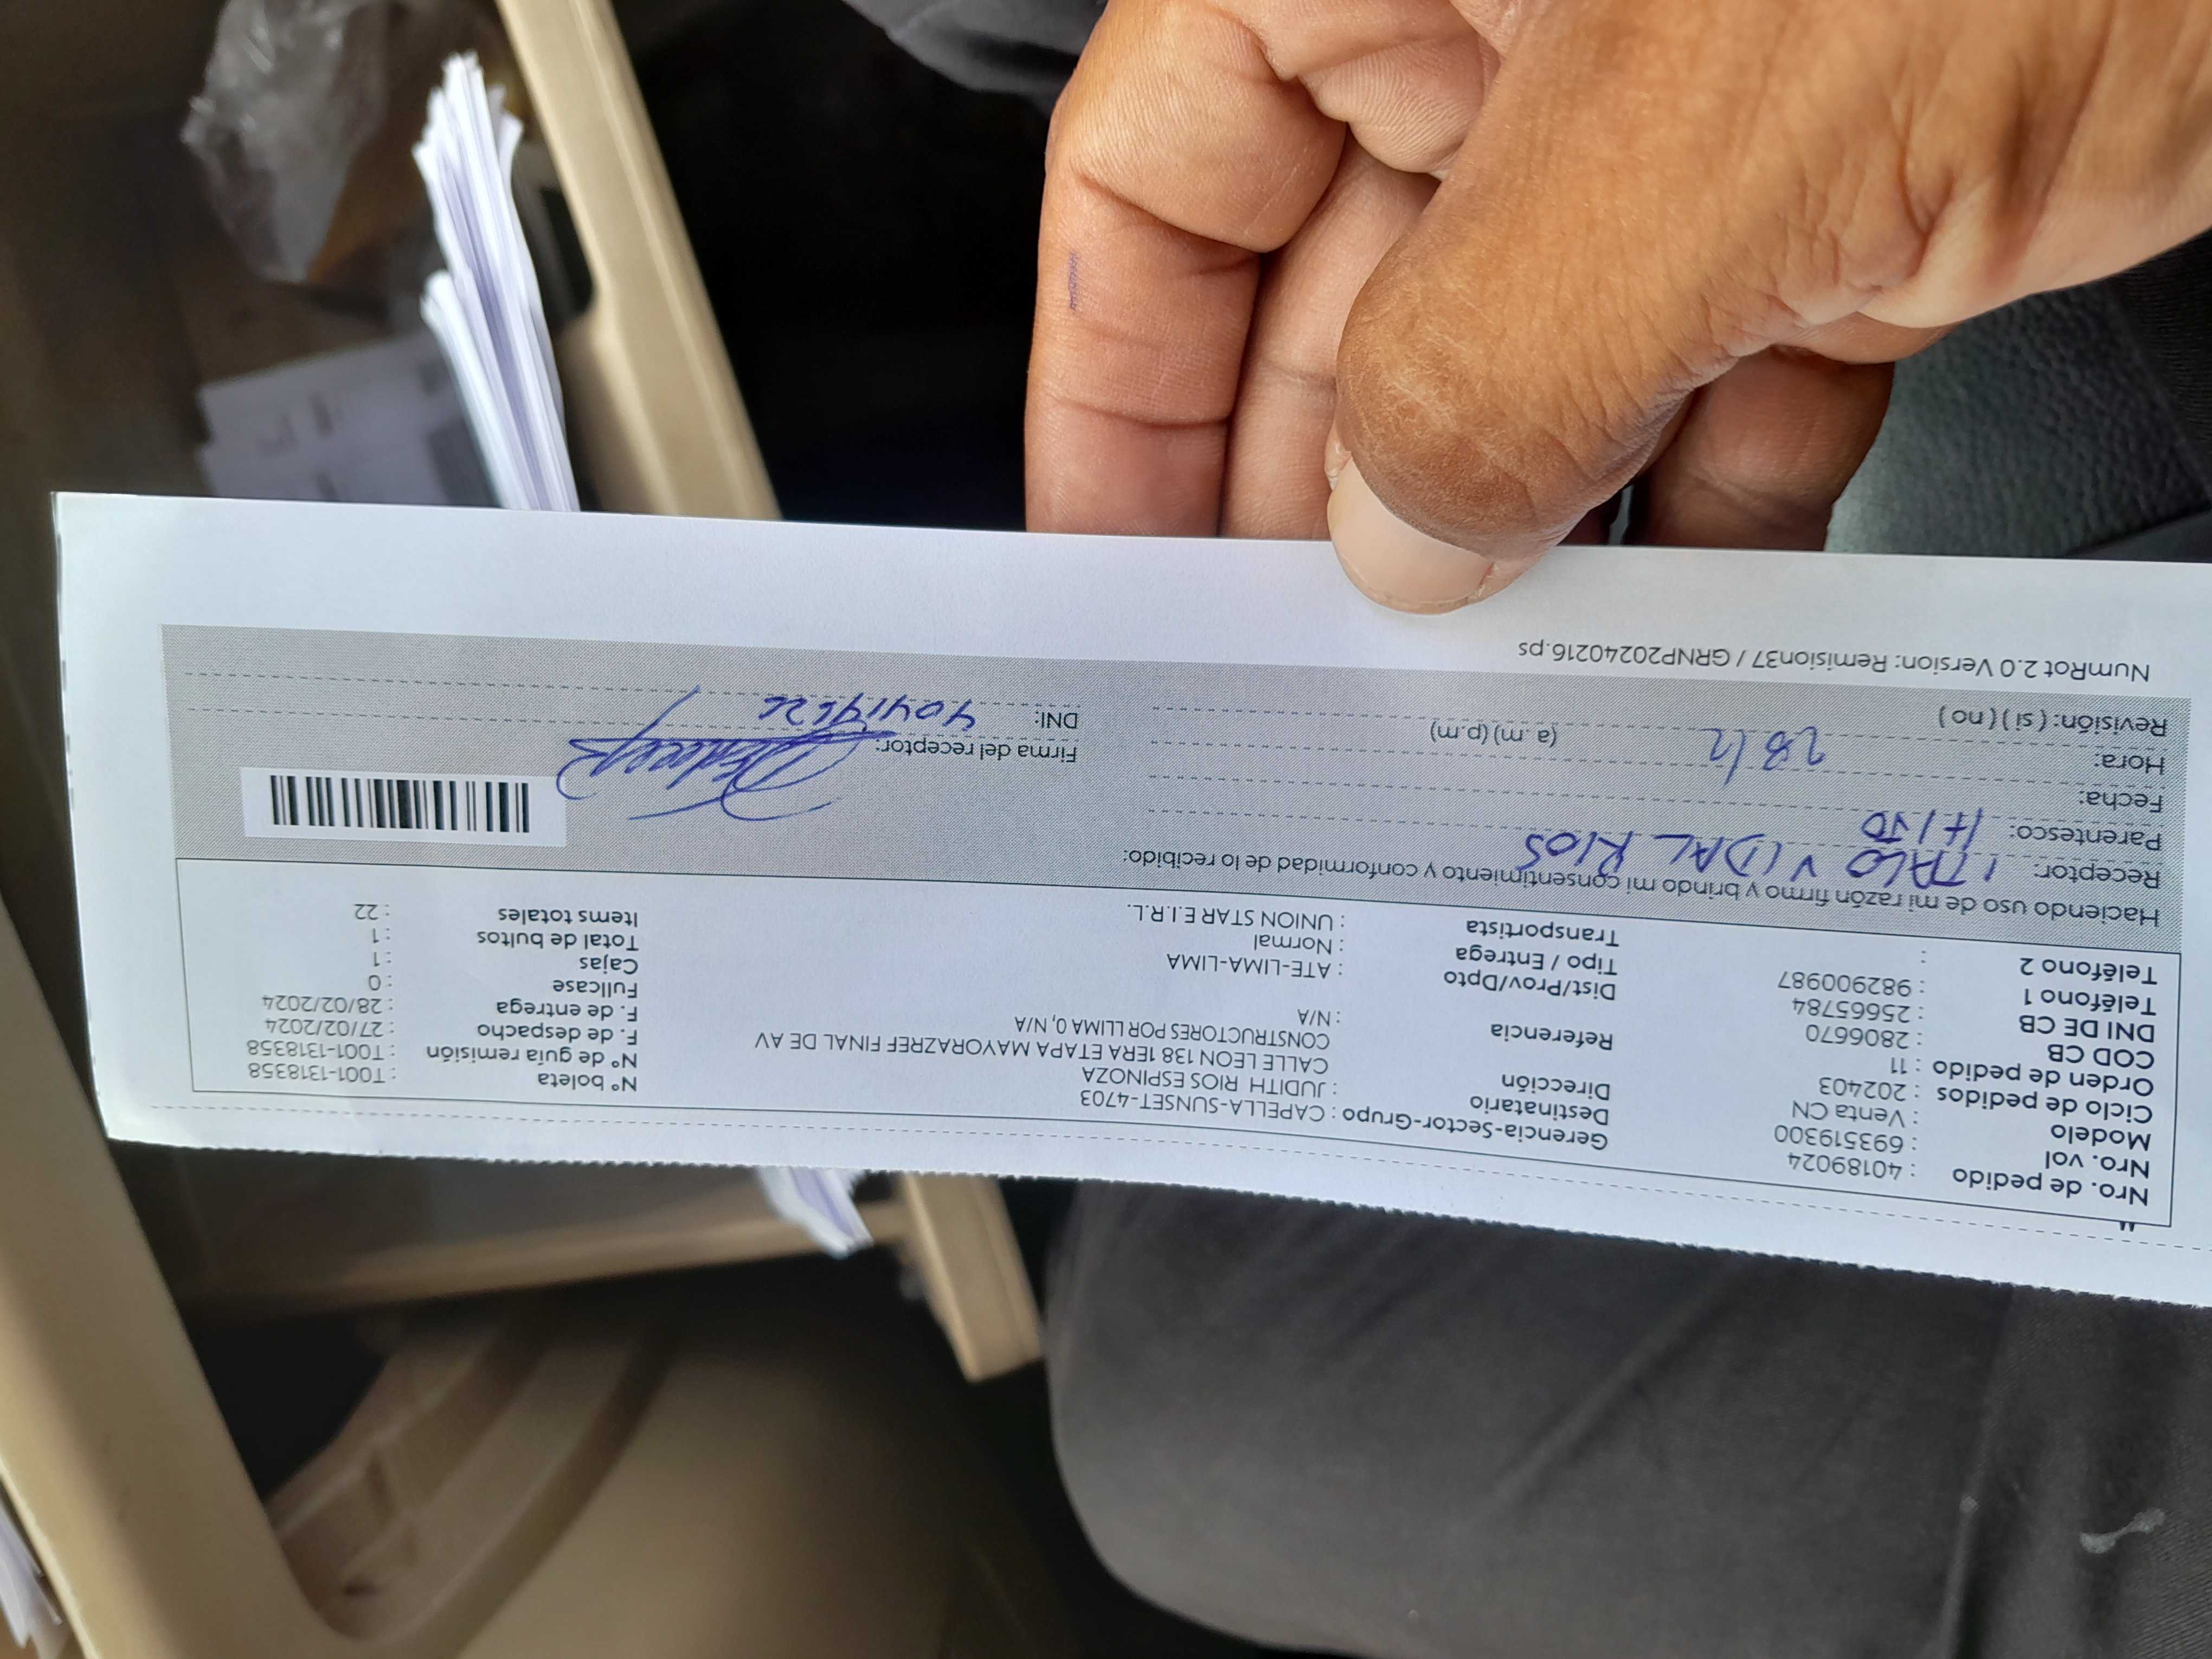 Nro. de pedido : 40189024
Nro. vol : 693519300
Modelo : Venta CN
Ciclo de pedidos : 202403
Orden de pedido : 11
COD CB : 2806670
DNI DE CB : 25665784
Teléfono 1 : 982900987
Teléfono 2 :
Gerencia-Sector-Grupo : CAPELLA-SUNSET-4703
Destinatario : JUDITH RIOS ESPINOZA
Dirección CALLE LEON 138 1ERA ETAPA MAYORAZREF FINAL DE AV
CONSTRUCTORES POR LLIMA 0, N/A
Referencia : N/A
Dist/Prov/Dpto : ATE-LIMA-LIMA
Tipo / Entrega : Normal
Transportista : UNION STAR E.I.R.L.
Nº boleta : T001-1318358
Nº de guía remisión : T001-1318358
F. de despacho : 27/02/2024
F. de entrega : 28/02/2024
Fullcase : 0
Cajas : 1
Total de bultos : 1
Items totales : 22
Haciendo uso de mi razón firmo y brindo mi consentimiento y conformidad de lo recibido:
Receptor: ITALO VIDAL RIOS
Parentesco: HIJO
Fecha:
Hora: 28/2 (a.m) (p.m)
Revisión: ( si ) ( no )
Firma del receptor:
DNI: 40419626
NumRot 2.0 Version: Remision37 / GRNP20240216.ps